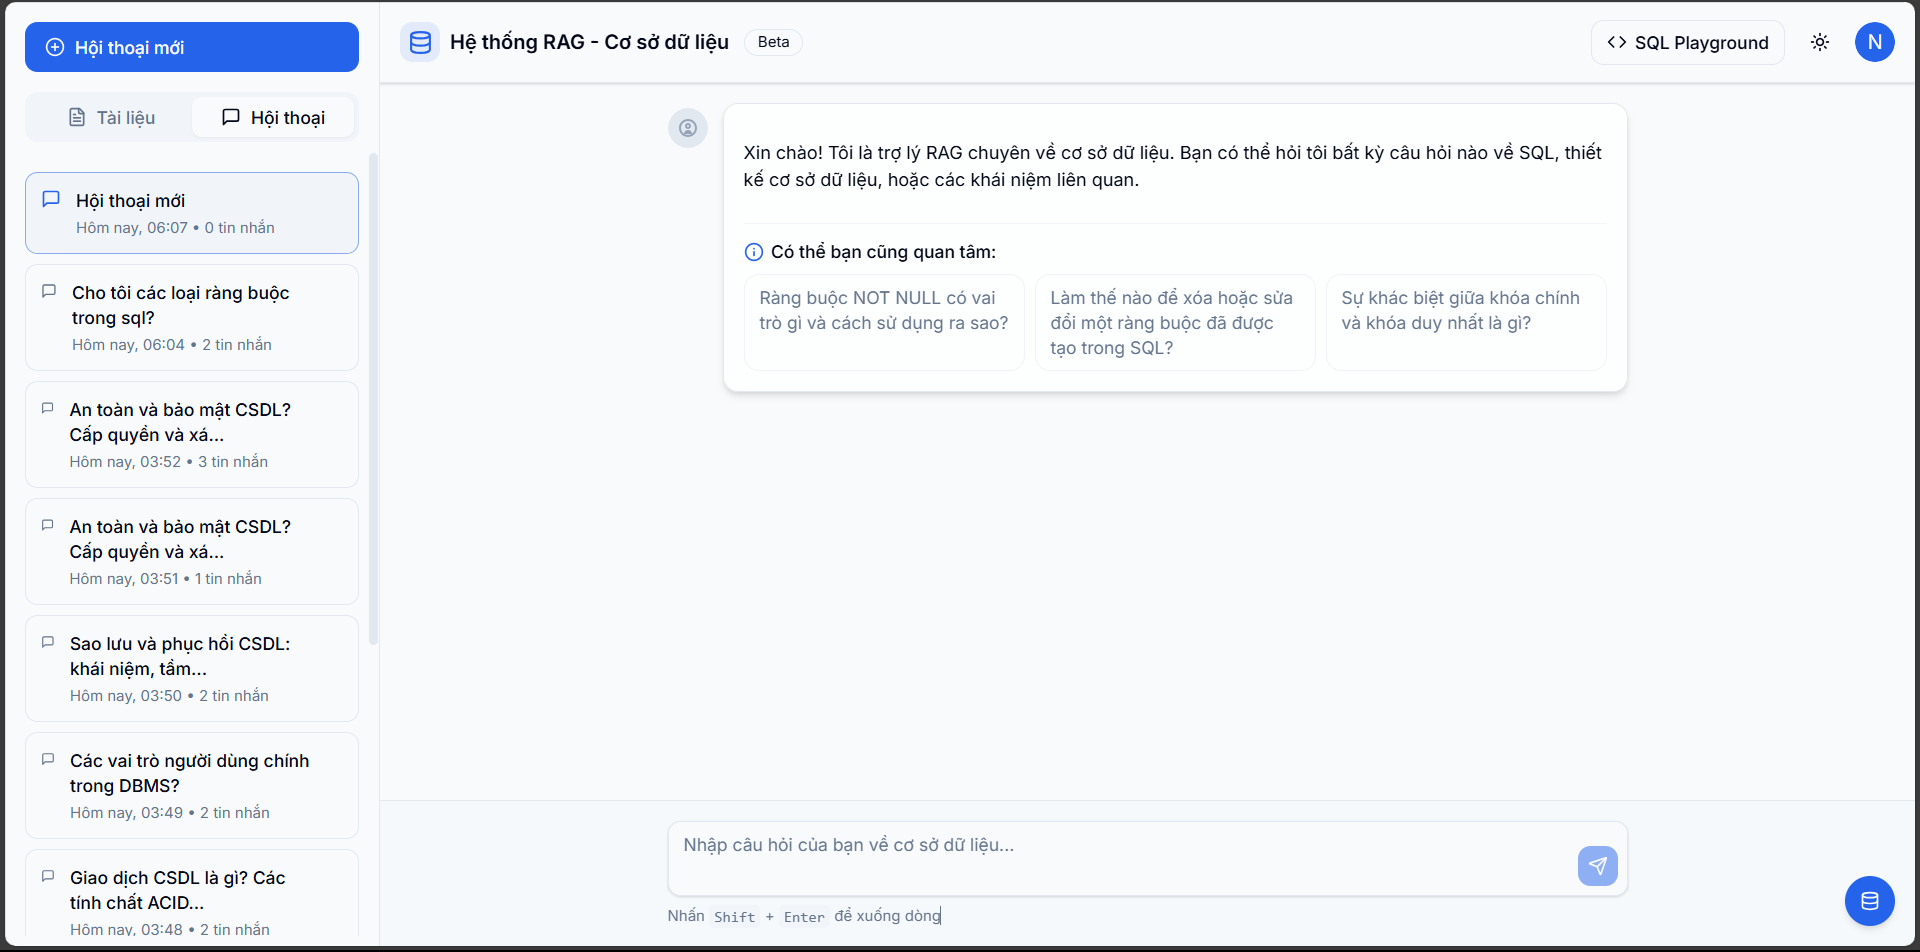 Hội thoại mới
Tài liệu
Hội thoại
Hội thoại mới
Hôm nay, 06:07 • 0 tin nhắn
Cho tôi các loại ràng buộc
trong sql?
Hôm nay, 06:04 • 2 tin nhắn
An toàn và bảo mật CSDL?
Cấp quyền và xá...
Hôm nay, 03:52 • 3 tin nhắn
An toàn và bảo mật CSDL?
Cấp quyền và xá...
Hôm nay, 03:51 • 1 tin nhắn
Sao lưu và phục hồi CSDL:
khái niệm, tầm...
Hôm nay, 03:50 • 2 tin nhắn
Các vai trò người dùng chính
trong DBMS?
Hôm nay, 03:49 • 2 tin nhắn
Giao dịch CSDL là gì? Các
tính chất ACID...
Hôm nay, 03:48 • 2 tin nhắn
Hệ thống RAG - Cơ sở dữ liệu
Beta
<> SQL Playground
N
Xin chào! Tôi là trợ lý RAG chuyên về cơ sở dữ liệu. Bạn có thể hỏi tôi bất kỳ câu hỏi nào về SQL, thiết
kế cơ sở dữ liệu, hoặc các khái niệm liên quan.
Có thể bạn cũng quan tâm:
Ràng buộc NOT NULL có vai
trò gì và cách sử dụng ra sao?
Làm thế nào để xóa hoặc sửa
đổi một ràng buộc đã được
tạo trong SQL?
Sự khác biệt giữa khóa chính
và khóa duy nhất là gì?
Nhập câu hỏi của bạn về cơ sở dữ liệu...
Nhấn Shift + Enter để xuống dòng